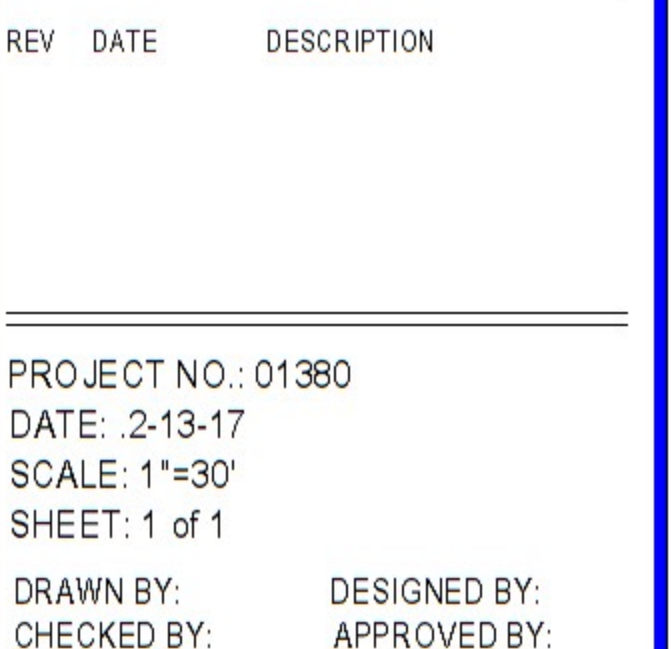 REV DATE DESCRIPTION
PROJECT NO.: 01380
DATE: .2-13-17
SCALE: 1"=30'
SHEET: 1 of 1
DRAWN BY: DESIGNED BY:
CHECKED BY: APPROVED BY: